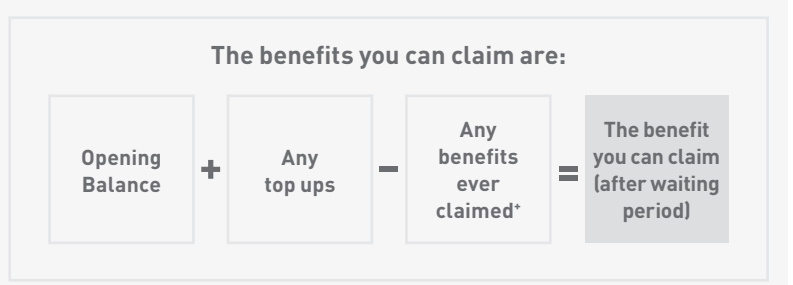 The benefits you can claim are:
Opening
Balance
+
Any
top ups
–
Any
benefits
ever
claimed+
=
The benefit
you can claim
(after waiting
period)